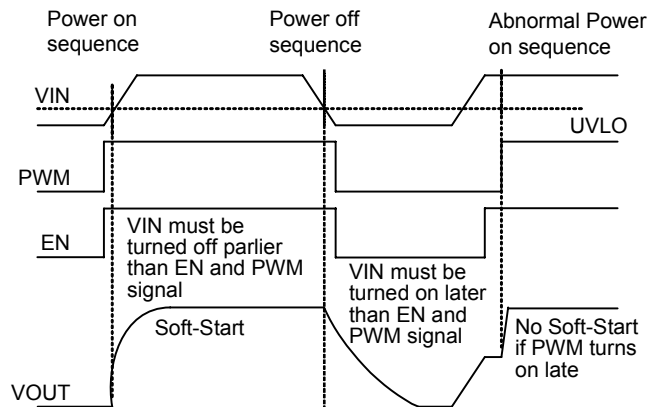 Power on
sequence
Power off
sequence
Abnormal Power
on sequence
VIN
UVLO
PWM
EN
VIN must be
turned off parlier
than EN and PWM
signal
VIN must be
turned on later
than EN and
PWM signal
Soft-Start
No Soft-Start
if PWM turns
on late
VOUT